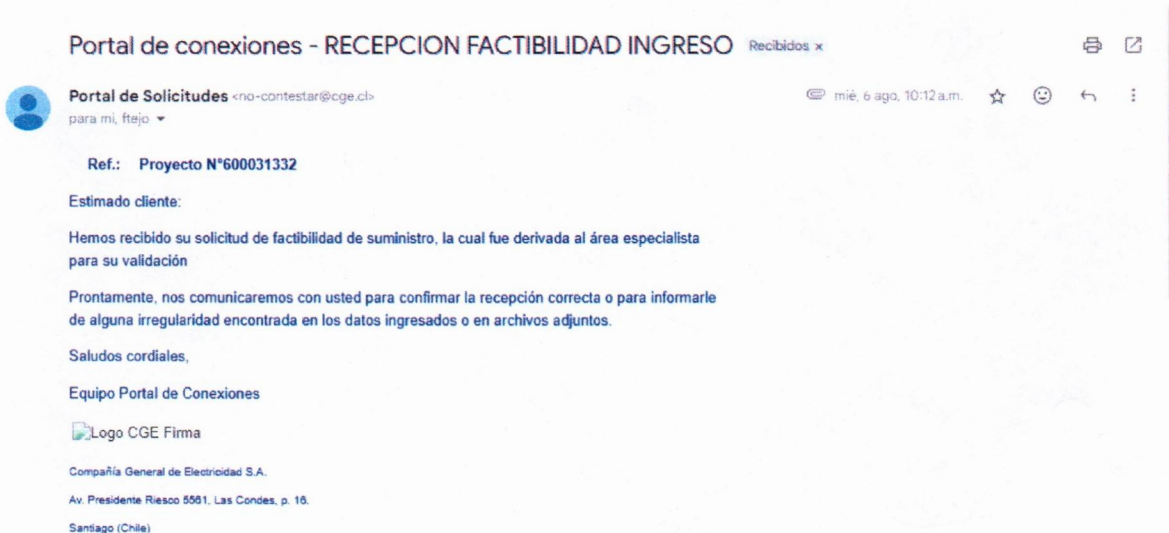 Portal de conexiones - RECEPCION FACTIBILIDAD INGRESO Recibidos x
Portal de Solicitudes <no-contestar@cge.cl>
mié, 6 ago, 10:12 a.m.
para mi, ftejo
Ref.: Proyecto N°600031332
Estimado cliente:
Hemos recibido su solicitud de factibilidad de suministro, la cual fue derivada al área especialista
para su validación
Prontamente, nos comunicaremos con usted para confirmar la recepción correcta o para informarle
de alguna irregularidad encontrada en los datos ingresados o en archivos adjuntos.
Saludos cordiales,
Equipo Portal de Conexiones
Logo CGE Firma
Compañía General de Electricidad S.A.
Av. Presidente Riesco 5561, Las Condes, p. 16.
Santiago (Chile)